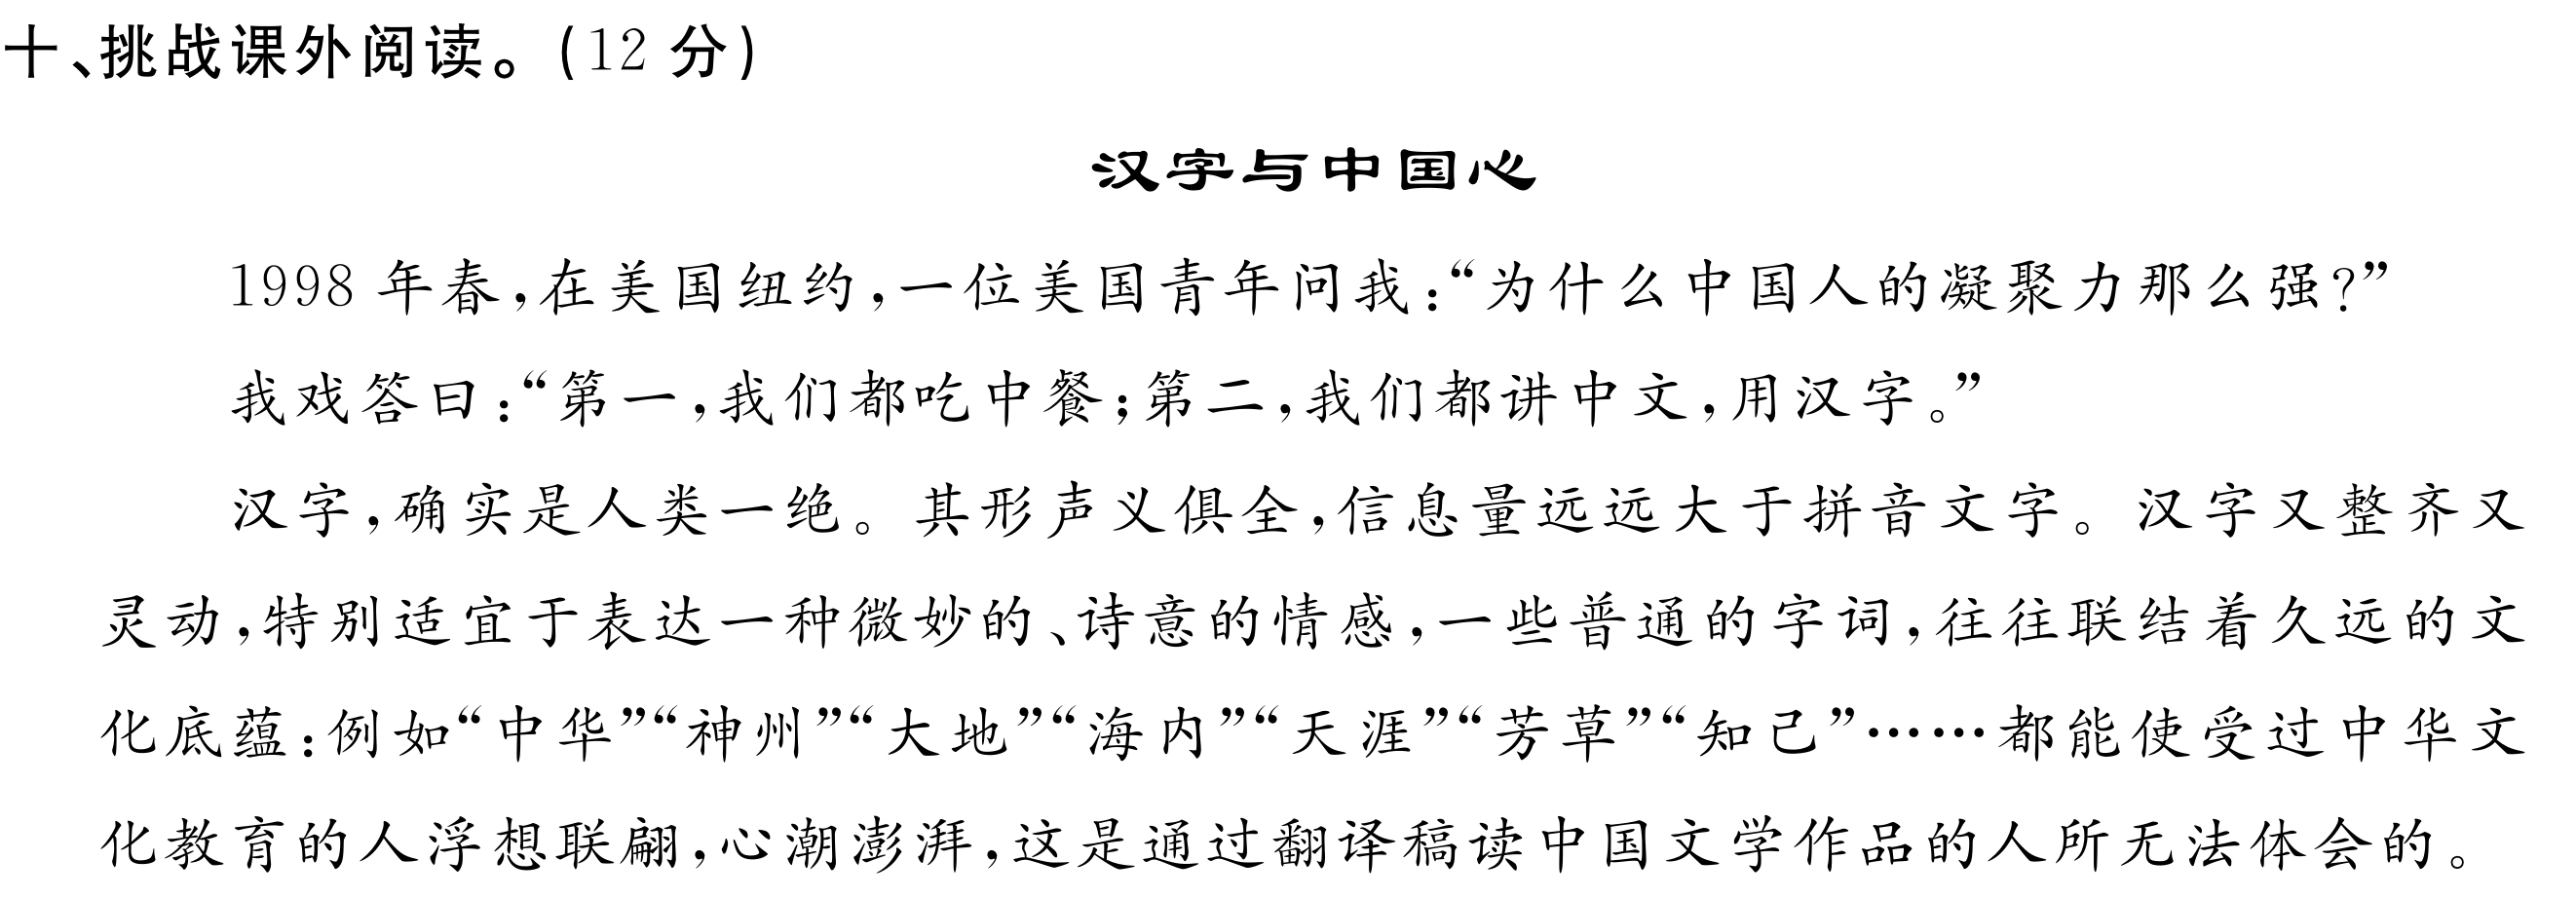 十、挑战课外阅读。(12 分)
汉字与中国心
1998 年春,在美国纽约,一位美国青年问我:“为什么中国人的凝聚力那么强?”
我戏答曰:“第一,我们都吃中餐;第二,我们都讲中文,用汉字。”
汉字,确实是人类一绝。其形声义俱全,信息量远远大于拼音文字。汉字又整齐又
灵动,特别适宜于表达一种微妙的、诗意的情感,一些普通的字词,往往联结着久远的文
化底蕴:例如“中华”“神州”“大地”“海内”“天涯”“芳草”“知己”……都能使受过中华文
化教育的人浮想联翩,心潮澎湃,这是通过翻译稿读中国文学作品的人所无法体会的。